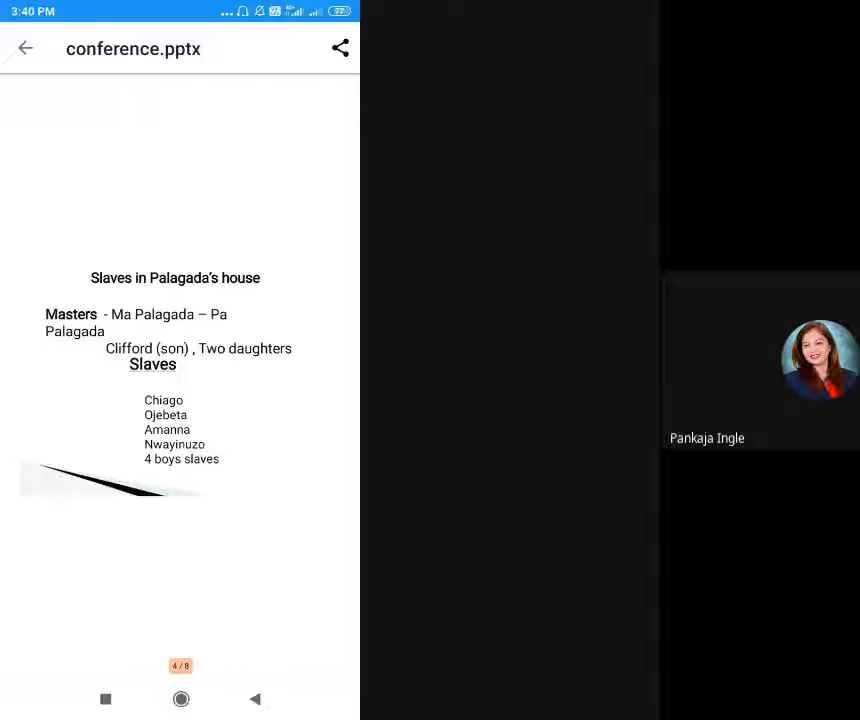 3:40 PM
77
conference.pptx
Slaves in Palagada's house
Masters - Ma Palagada – Pa
Palagada
Clifford (son) , Two daughters
Slaves
Chiago
Ojebeta
Amanna
Nwayinuzo
4 boys slaves
Pankaja Ingle
4 / 8